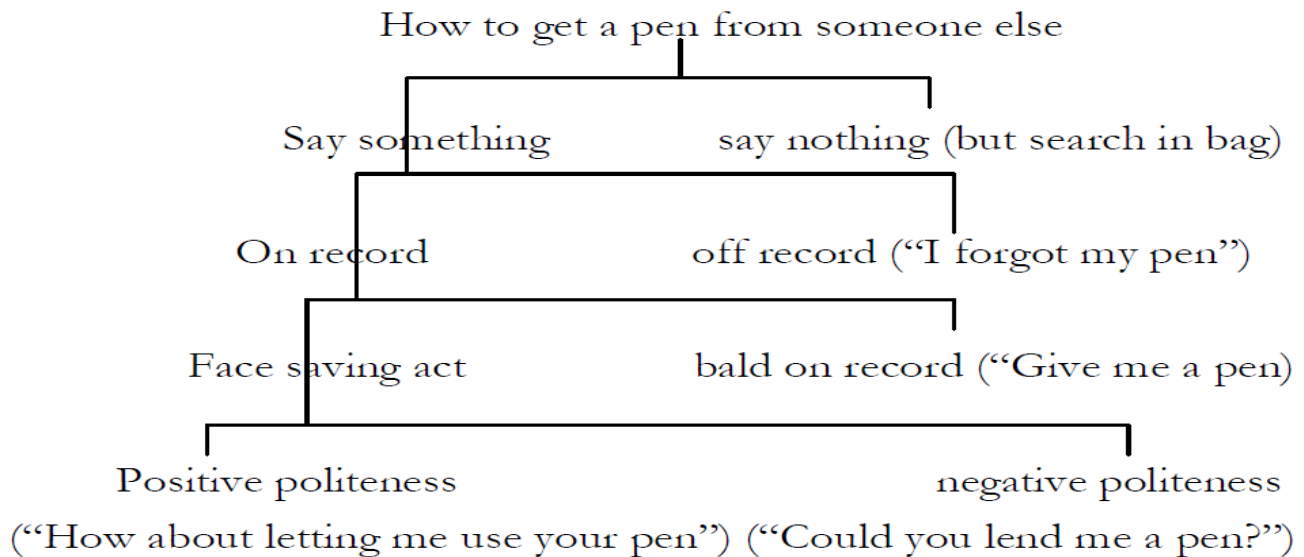 How to get a pen from someone else
Say something say nothing (but search in bag)
On record off record (“I forgot my pen”)
Face saving act bald on record (“Give me a pen)
Positive politeness negative politeness
(“How about letting me use your pen”) (“Could you lend me a pen?”)